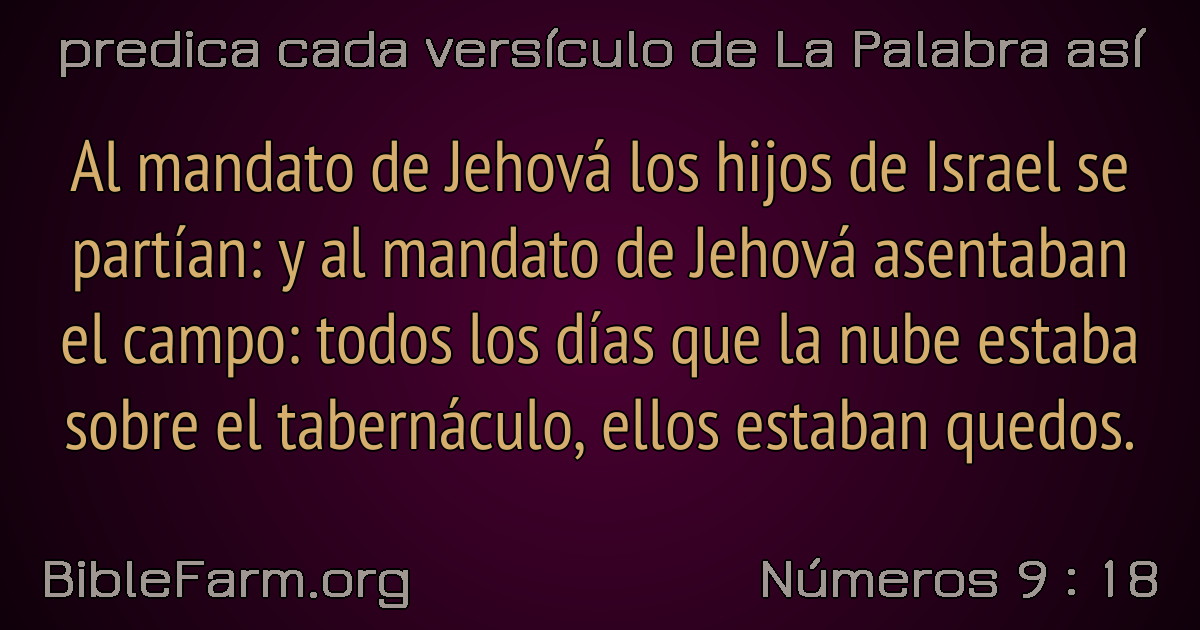 predica cada versículo de La Palabra así
Al mandato de Jehová los hijos de Israel se
partían: y al mandato de Jehová asentaban
el campo: todos los días que la nube estaba
sobre el tabernáculo, ellos estaban quedos.
BibleFarm.org
Números 9 : 18